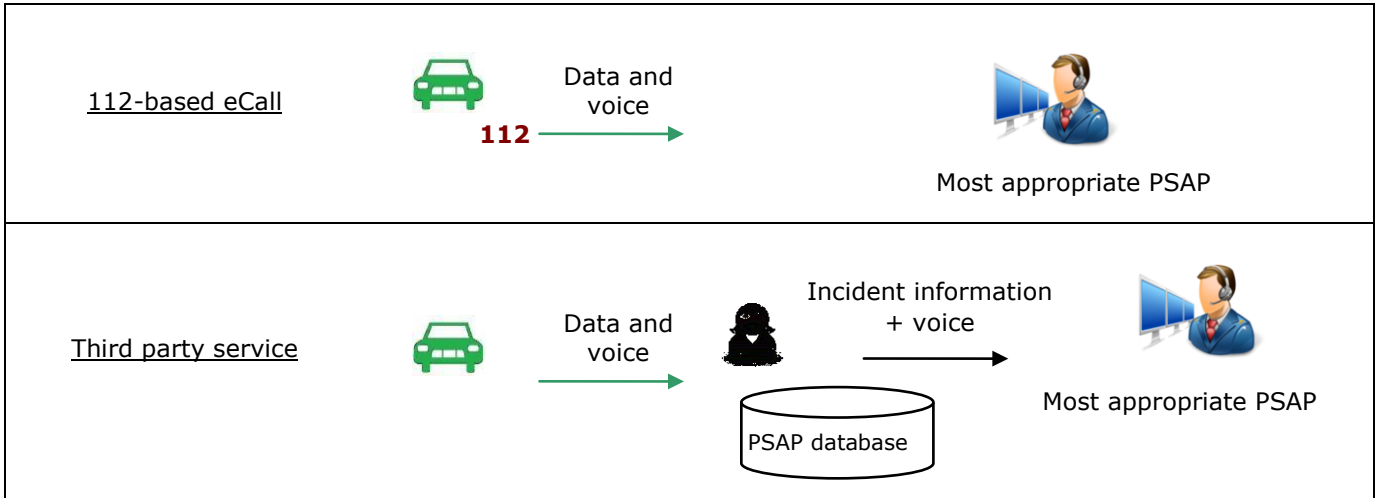 112-based eCall
Data and
voice
112
Most appropriate PSAP
Third party service
Data and
voice
Incident information
+ voice
Most appropriate PSAP
PSAP database